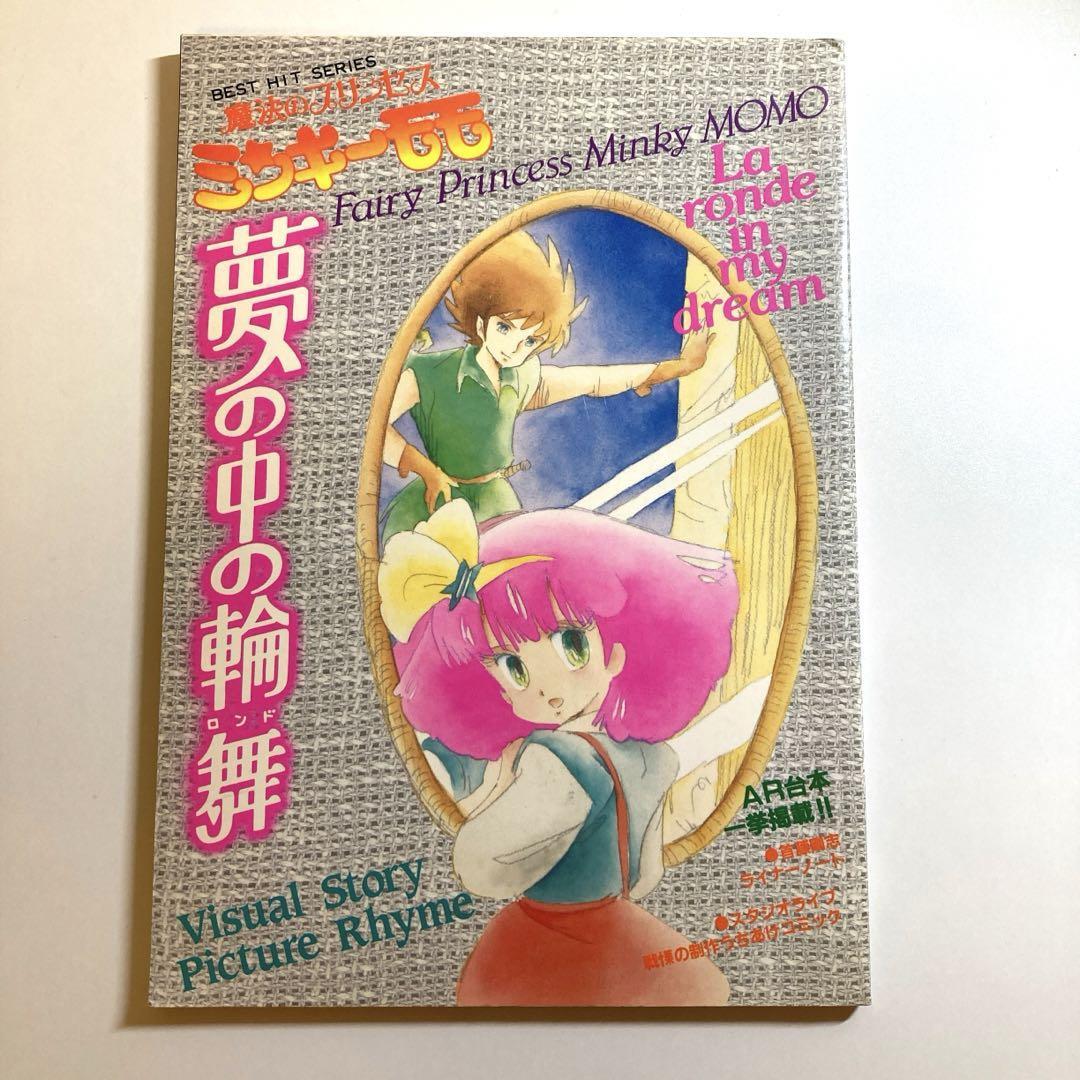 BEST HIT SERIES
魔法のプリンセス
ミンキーモモ
Fairy Princess Minky MOMO
La
ronde
in
my
dream
夢の中の輪舞
ロンド
AR台本
一挙掲載!!
●首藤剛志
ライナーノート
●スタジオライブ
戦慄の制作うちあけコミック
Visual Story
Picture Rhyme